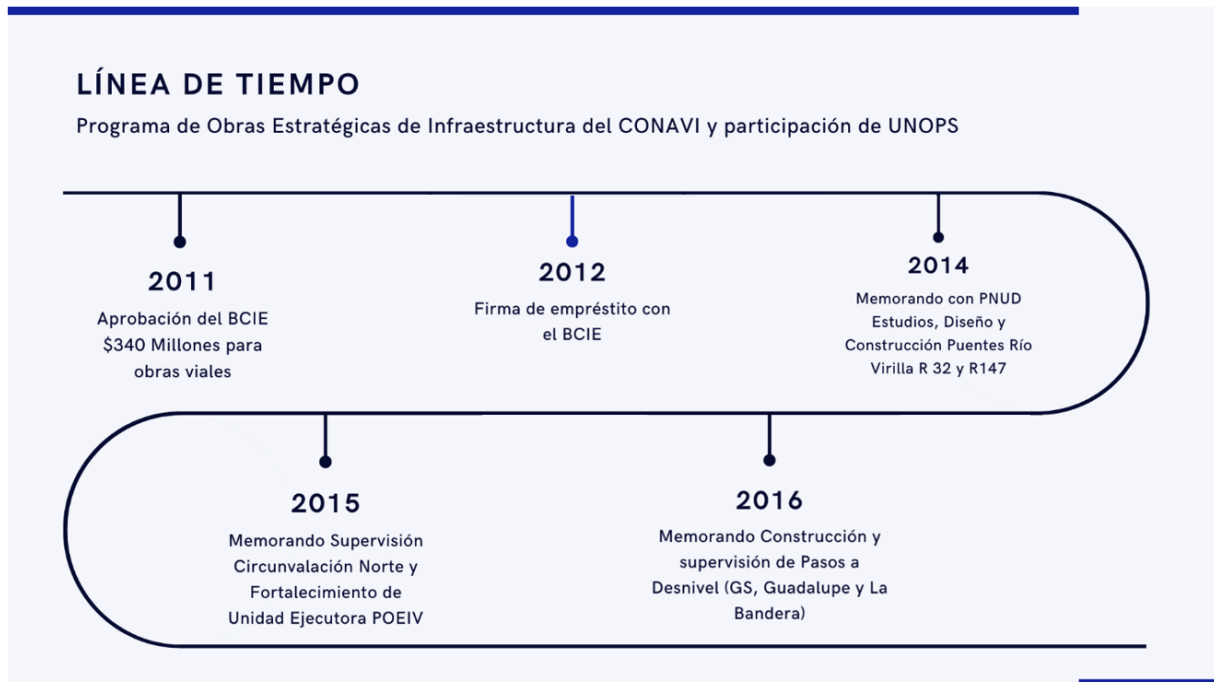 LÍNEA DE TIEMPO
Programa de Obras Estratégicas de Infraestructura del CONAVI y participación de UNOPS
2011
Aprobación del BCIE
$340 Millones para
obras viales
2012
Firma de empréstito con
el BCIE
2014
Memorando con PNUD
Estudios, Diseño y
Construcción Puentes Río
Virilla R 32 y R147
2015
Memorando Supervisión
Circunvalación Norte y
Fortalecimiento de
Unidad Ejecutora POEIV
2016
Memorando Construcción y
supervisión de Pasos a
Desnivel (GS, Guadalupe y La
Bandera)